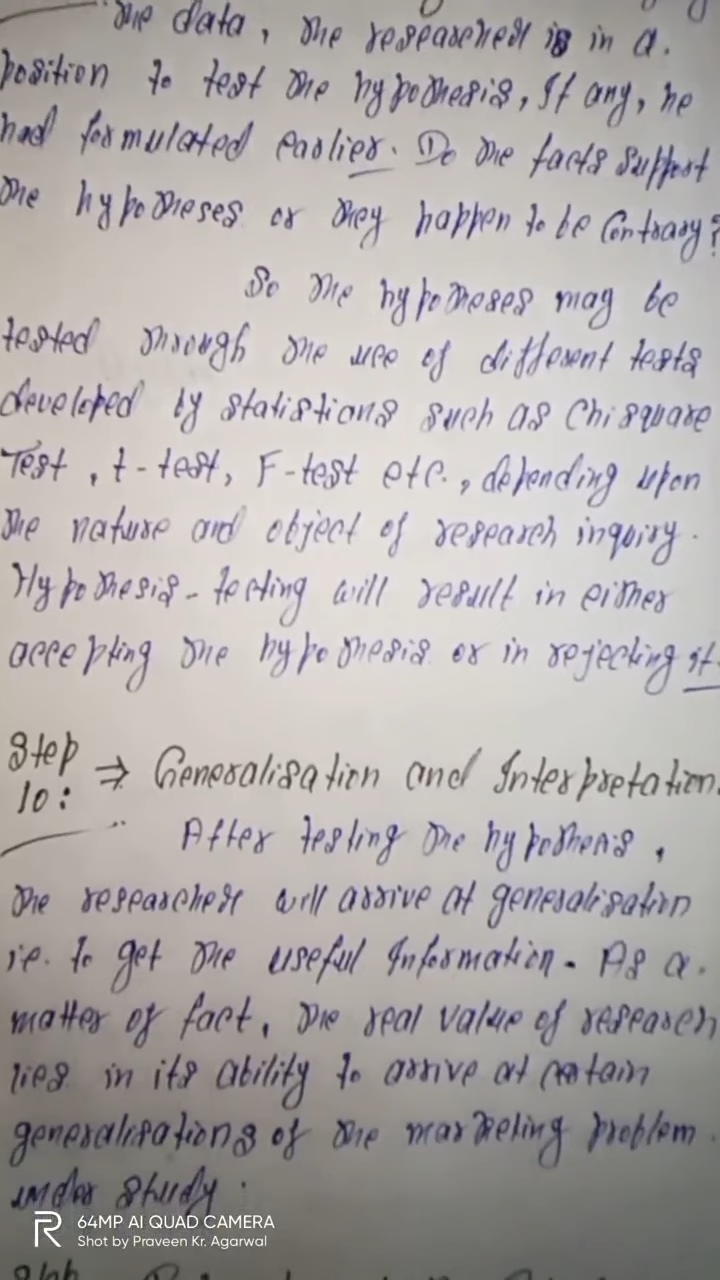 the data, the researcher is in a.
position to test the hypothesis, If any, he
had formulated earlier. Do the facts support
the hypotheses or they happen to be Contrary?
So the hypotheses may be
tested through the use of different tests
developed by statistions such as Chi square
Test, t-test, F-test etc., depending upon
the nature and object of research inquiry.
Hypothesis-testing will result in either
accepting the hypothesis or in rejecting it.
Step
10: ⇒ Generalisation and Interpretation.
After testing the hypothesis,
the researcher will arrive at generalisation
i.e. to get the useful Information. As a.
matter of fact, the real value of research
lies in its ability to arrive at certain
generalisations of the marketing problem
under study.
64MP AI QUAD CAMERA
Shot by Praveen Kr. Agarwal